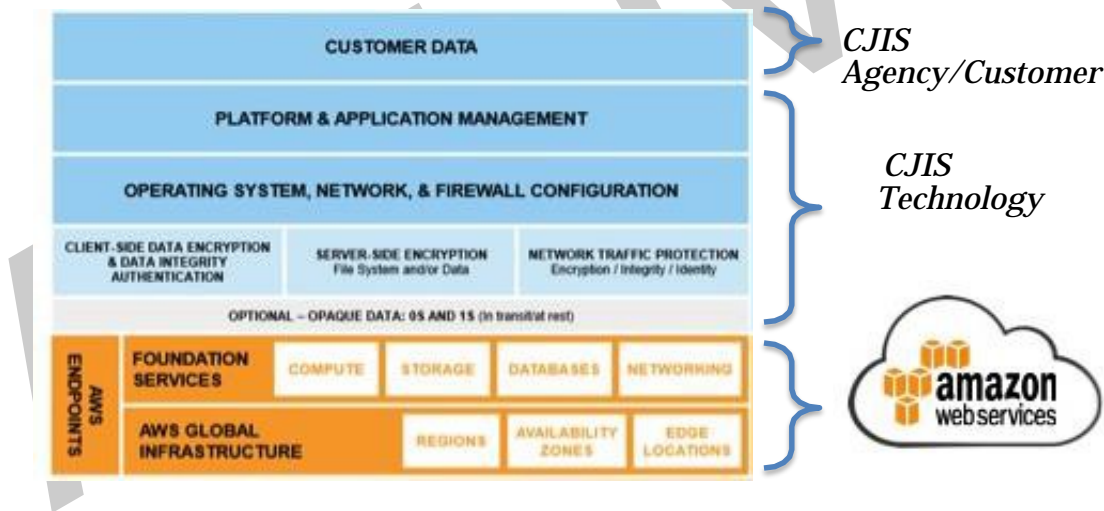 CUSTOMER DATA
CJIS
Agency/Customer
PLATFORM & APPLICATION MANAGEMENT
OPERATING SYSTEM, NETWORK, & FIREWALL CONFIGURATION
CJIS
Technology
CLIENT-SIDE DATA ENCRYPTION
& DATA INTEGRITY
AUTHENTICATION
SERVER-SIDE ENCRYPTION
File System and/or Data
NETWORK TRAFFIC PROTECTION
Encryption / Integrity / Identity
OPTIONAL – OPAQUE DATA: 0S AND 1S (In transit/at rest)
AWS
ENDPOINTS
FOUNDATION
SERVICES
COMPUTE
STORAGE
DATABASES
NETWORKING
AWS GLOBAL
INFRASTRUCTURE
REGIONS
AVAILABILITY
ZONES
EDGE
LOCATIONS
amazon
webservices